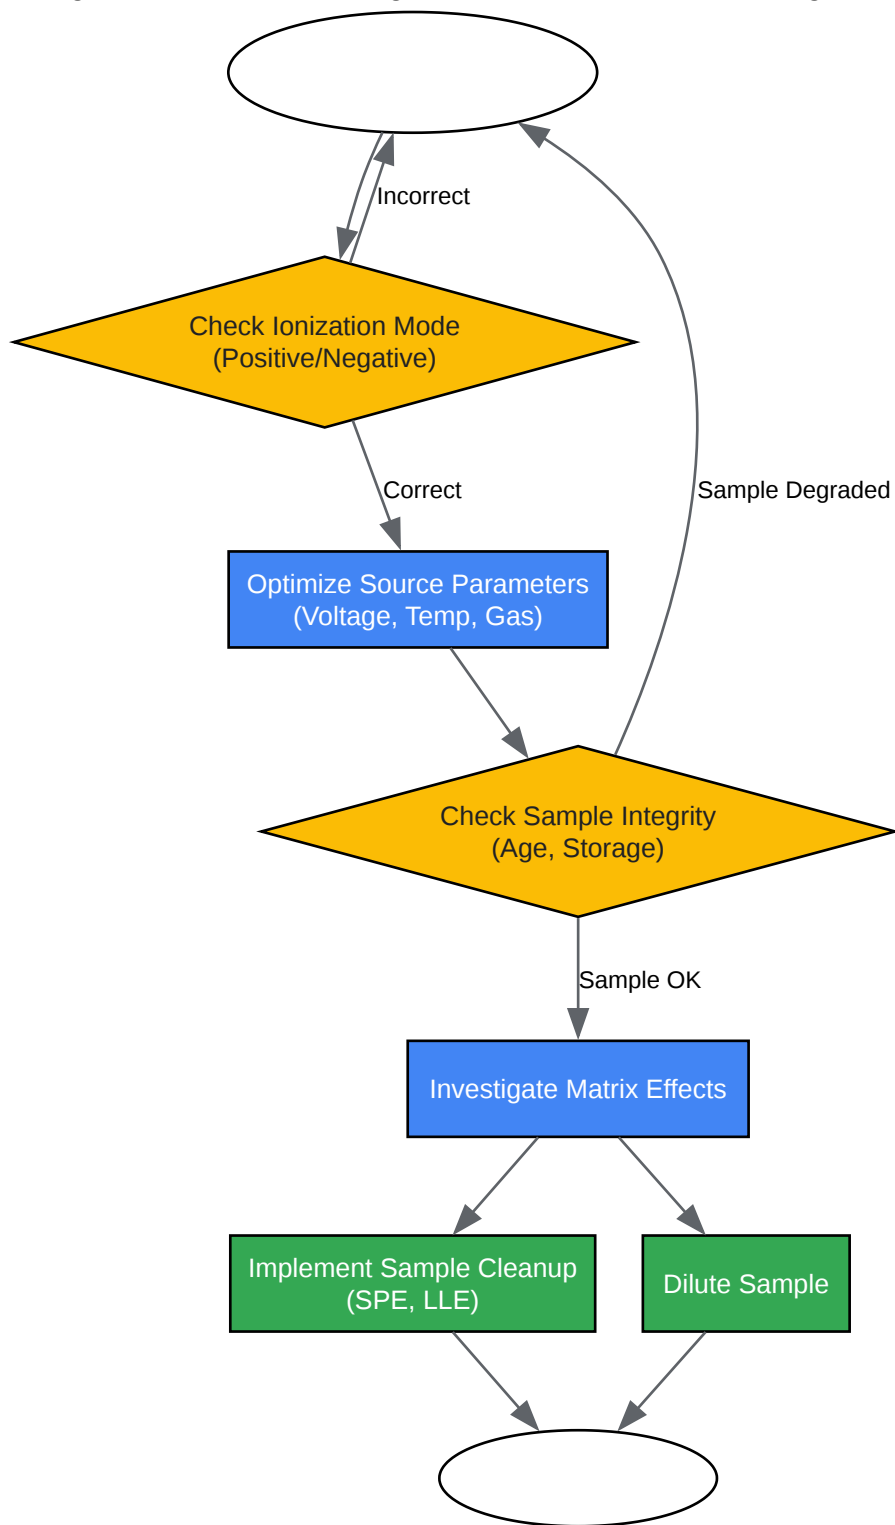 Incorrect
Check Ionization Mode
(Positive/Negative)
Correct
Sample Degraded
Optimize Source Parameters
(Voltage, Temp, Gas)
Check Sample Integrity
(Age, Storage)
Sample OK
Investigate Matrix Effects
Implement Sample Cleanup
(SPE, LLE)
Dilute Sample